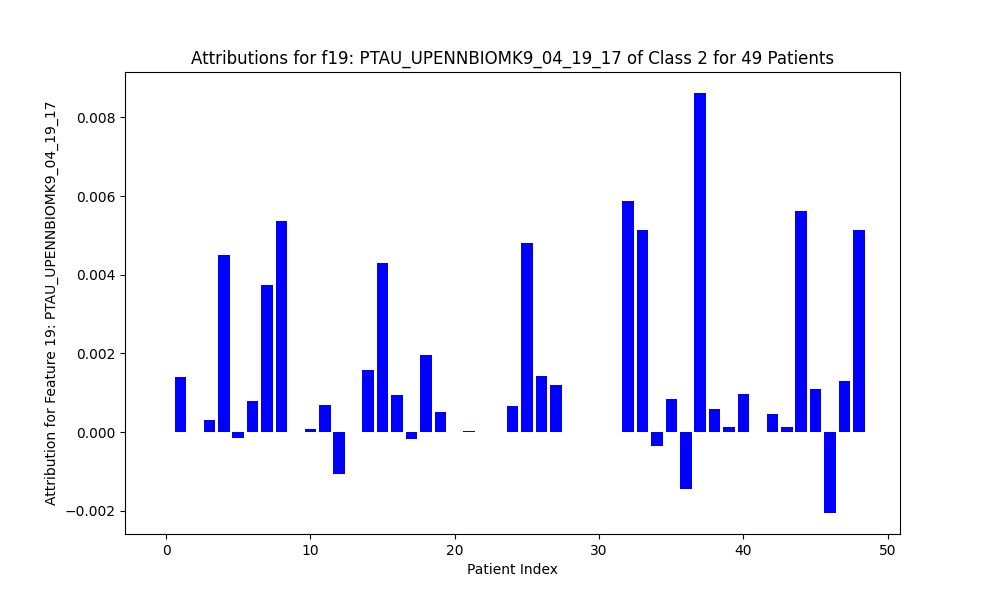 Attributions for f19: PTAU_UPENNBIOMK9_04_19_17 of Class 2 for 49 Patients
Attribution for Feature 19: PTAU_UPENNBIOMK9_04_19_17
0.008
0.006
0.004
0.002
0.000
−0.002
0 10 20 30 40 50
Patient Index